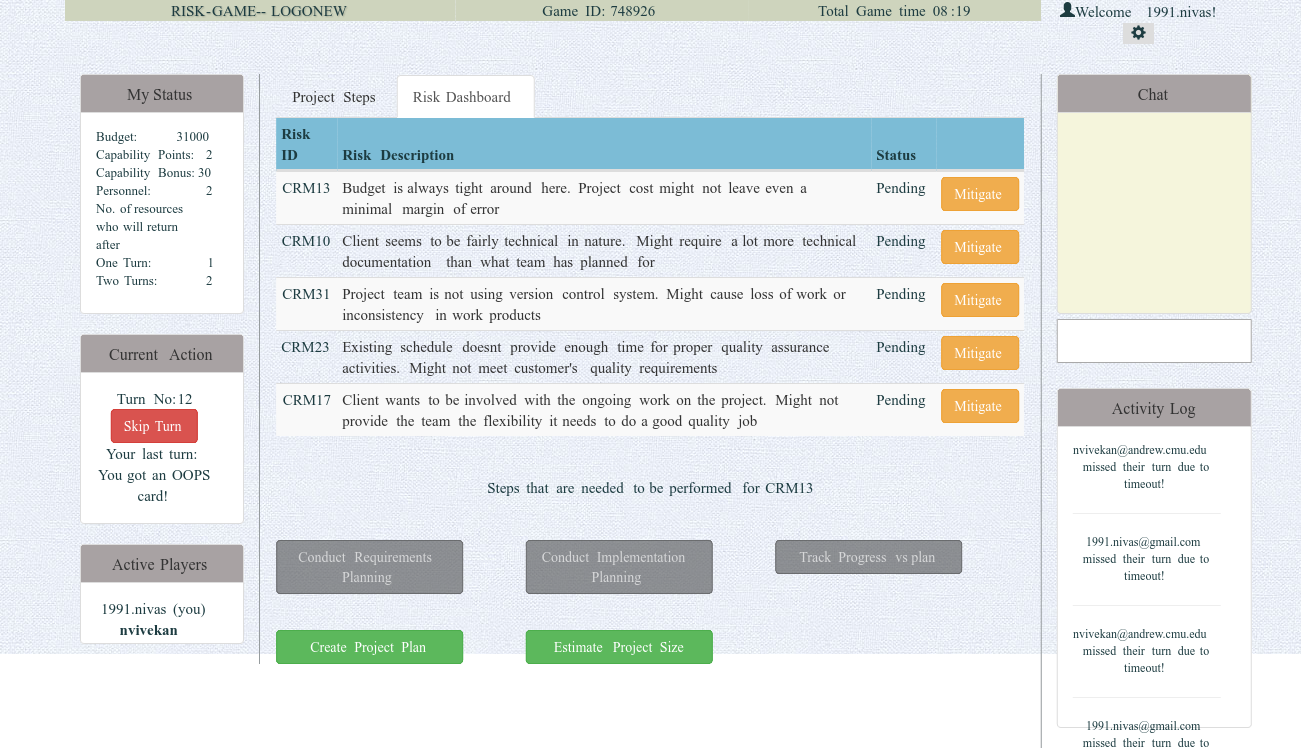 RISK-GAME-- LOGONEW Game ID: 748926 Total Game time 08:19 Welcome 1991.nivas!
My Status
Budget: 31000
Capability Points: 2
Capability Bonus: 30
Personnel: 2
No. of resources
who will return
after
One Turn: 1
Two Turns: 2
Current Action
Turn No:12
Skip Turn
Your last turn:
You got an OOPS
card!
Active Players
1991.nivas (you)
nvivekan
Project Steps Risk Dashboard
Risk
ID Risk Description Status
CRM13 Budget is always tight around here. Project cost might not leave even a Pending Mitigate
minimal margin of error
CRM10 Client seems to be fairly technical in nature. Might require a lot more technical Pending Mitigate
documentation than what team has planned for
CRM31 Project team is not using version control system. Might cause loss of work or Pending Mitigate
inconsistency in work products
CRM23 Existing schedule doesnt provide enough time for proper quality assurance Pending Mitigate
activities. Might not meet customer's quality requirements
CRM17 Client wants to be involved with the ongoing work on the project. Might not Pending Mitigate
provide the team the flexibility it needs to do a good quality job
Steps that are needed to be performed for CRM13
Conduct Requirements
Planning
Conduct Implementation
Planning
Track Progress vs plan
Create Project Plan
Estimate Project Size
Chat
Activity Log
nvivekan@andrew.cmu.edu
missed their turn due to
timeout!
1991.nivas@gmail.com
missed their turn due to
timeout!
nvivekan@andrew.cmu.edu
missed their turn due to
timeout!
1991.nivas@gmail.com
missed their turn due to